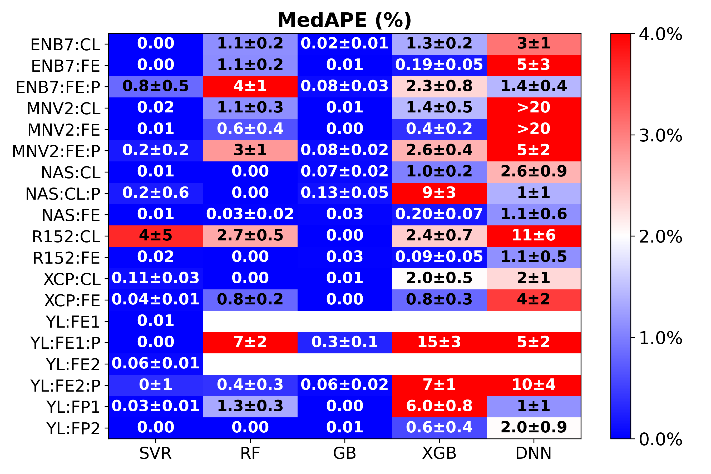 MedAPE (%)
ENB7:CL 0.00 1.1±0.2 0.02±0.01 1.3±0.2 3±1
ENB7:FE 0.00 1.1±0.2 0.01 0.19±0.05 5±3
ENB7:FE:P 0.8±0.5 4±1 0.08±0.03 2.3±0.8 1.4±0.4
MNV2:CL 0.02 1.1±0.3 0.01 1.4±0.5 >20
MNV2:FE 0.01 0.6±0.4 0.00 0.4±0.2 >20
MNV2:FE:P 0.2±0.2 3±1 0.08±0.02 2.6±0.4 5±2
NAS:CL 0.01 0.00 0.07±0.02 1.0±0.2 2.6±0.9
NAS:CL:P 0.2±0.6 0.00 0.13±0.05 9±3 1±1
NAS:FE 0.01 0.03±0.02 0.03 0.20±0.07 1.1±0.6
R152:CL 4±5 2.7±0.5 0.00 2.4±0.7 11±6
R152:FE 0.02 0.00 0.03 0.09±0.05 1.1±0.5
XCP:CL 0.11±0.03 0.00 0.01 2.0±0.5 2±1
XCP:FE 0.04±0.01 0.8±0.2 0.00 0.8±0.3 4±2
YL:FE1 0.01
YL:FE1:P 0.00 7±2 0.3±0.1 15±3 5±2
YL:FE2 0.06±0.01
YL:FE2:P 0±1 0.4±0.3 0.06±0.02 7±1 10±4
YL:FP1 0.03±0.01 1.3±0.3 0.00 6.0±0.8 1±1
YL:FP2 0.00 0.00 0.01 0.6±0.4 2.0±0.9
SVR RF GB XGB DNN
4.0%
3.0%
2.0%
1.0%
0.0%